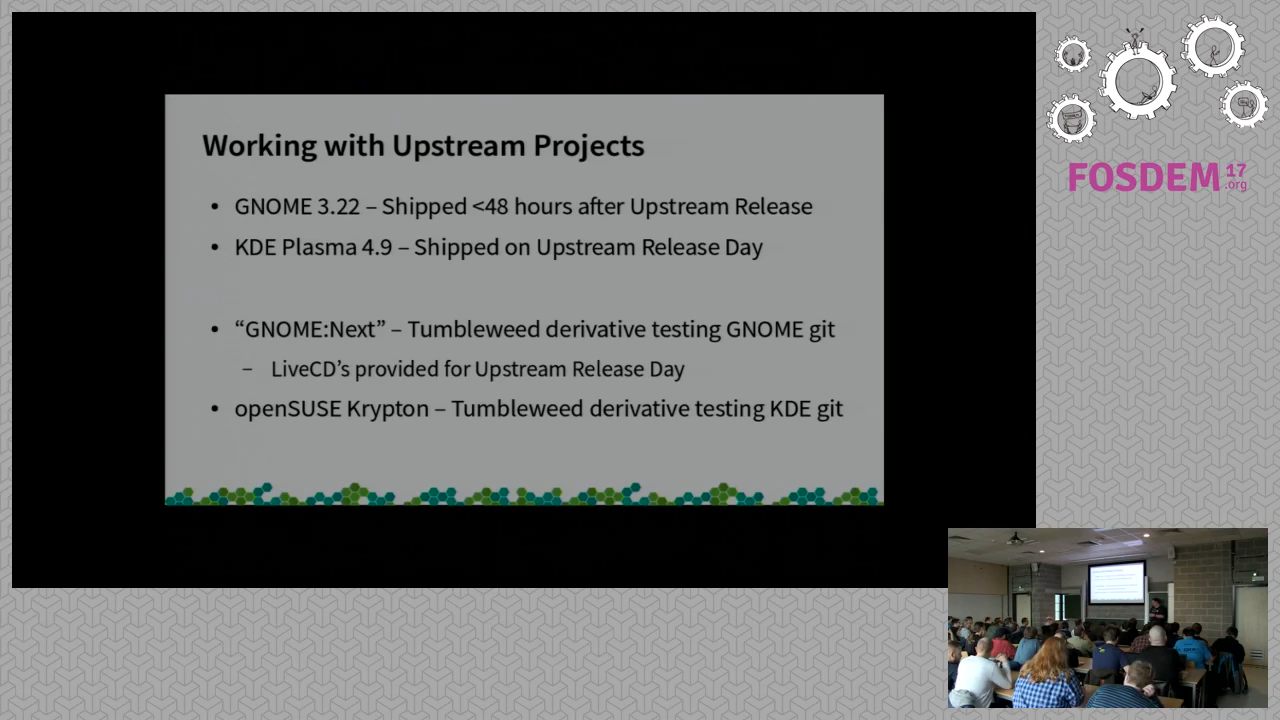 Working with Upstream Projects
• GNOME 3.22 – Shipped <48 hours after Upstream Release
• KDE Plasma 4.9 – Shipped on Upstream Release Day
• “GNOME:Next” – Tumbleweed derivative testing GNOME git
– LiveCD’s provided for Upstream Release Day
• openSUSE Krypton – Tumbleweed derivative testing KDE git
FOSDEM 17 .org